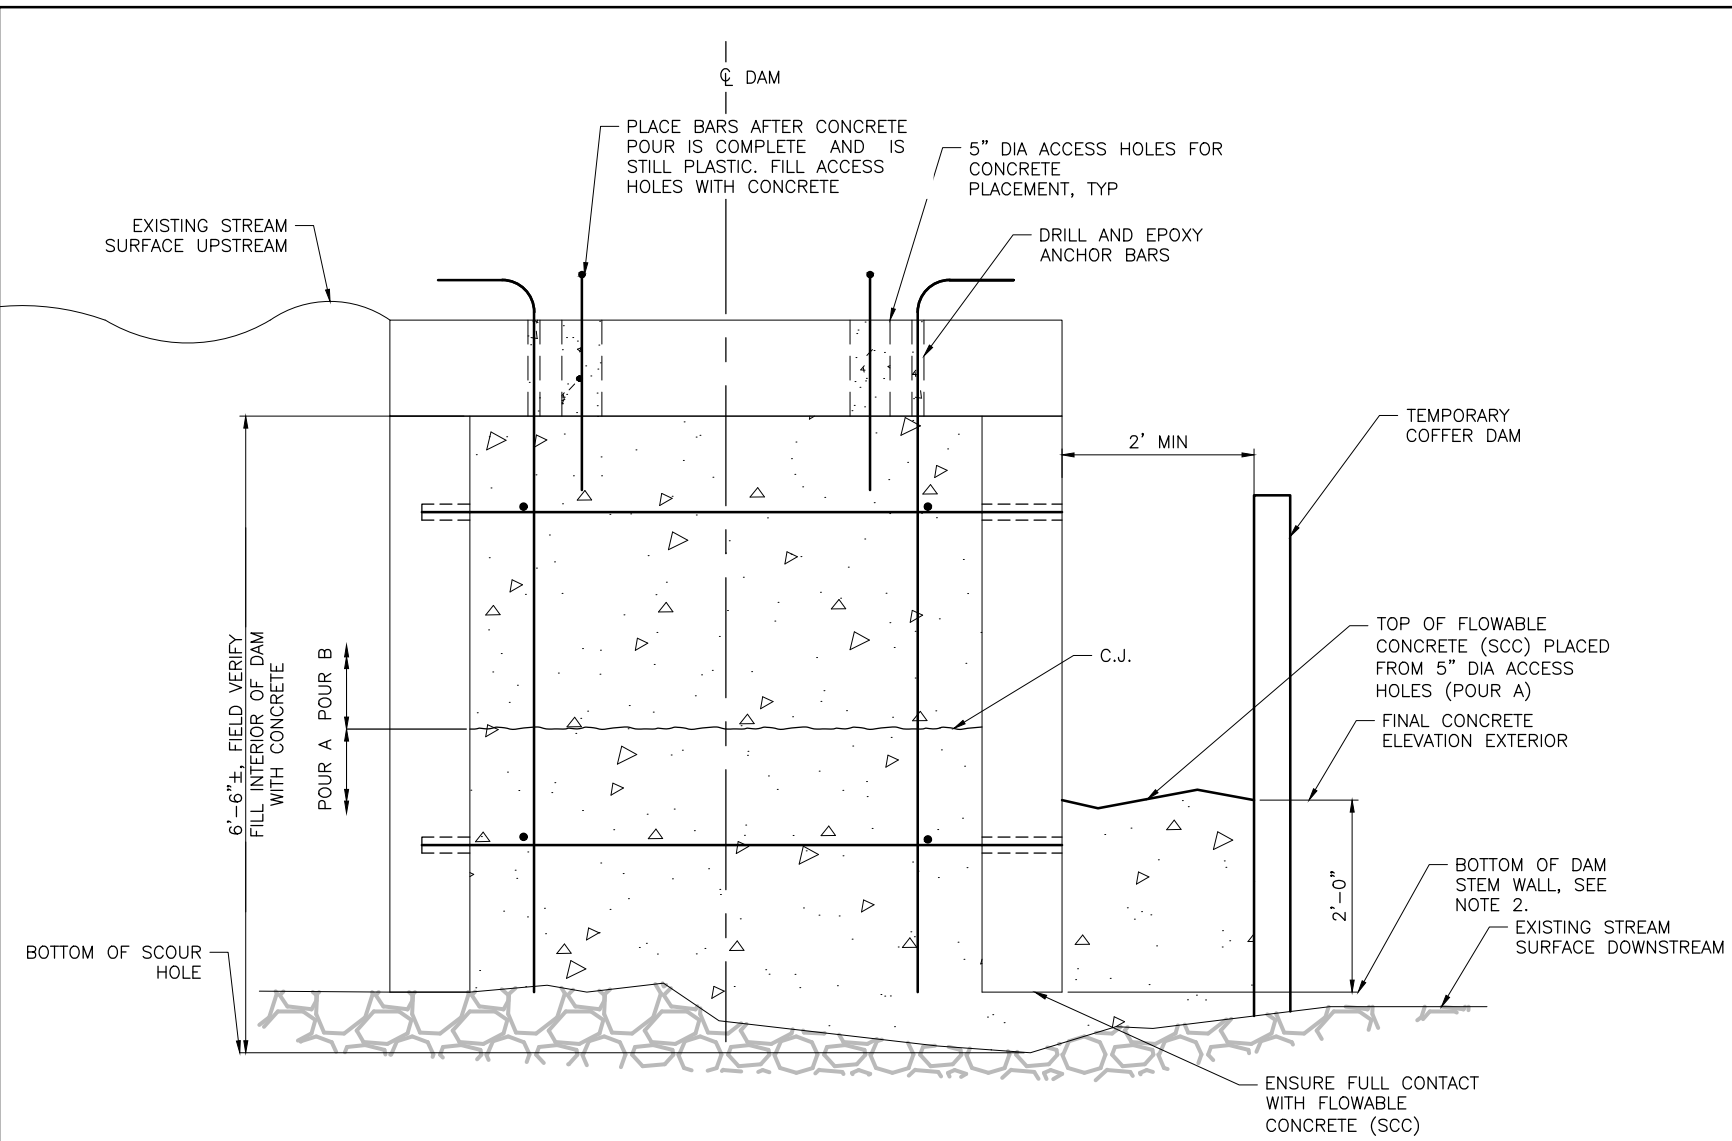 ℄ DAM
PLACE BARS AFTER CONCRETE
POUR IS COMPLETE AND IS
STILL PLASTIC. FILL ACCESS
HOLES WITH CONCRETE
5" DIA ACCESS HOLES FOR
CONCRETE
PLACEMENT, TYP
EXISTING STREAM
SURFACE UPSTREAM
DRILL AND EPOXY
ANCHOR BARS
TEMPORARY
COFFER DAM
2' MIN
TOP OF FLOWABLE
CONCRETE (SCC) PLACED
FROM 5" DIA ACCESS
HOLES (POUR A)
C.J.
FINAL CONCRETE
ELEVATION EXTERIOR
6'-6"±, FIELD VERIFY
FILL INTERIOR OF DAM
WITH CONCRETE
POUR A POUR B
2'-0"
BOTTOM OF DAM
STEM WALL, SEE
NOTE 2.
EXISTING STREAM
SURFACE DOWNSTREAM
BOTTOM OF SCOUR
HOLE
ENSURE FULL CONTACT
WITH FLOWABLE
CONCRETE (SCC)